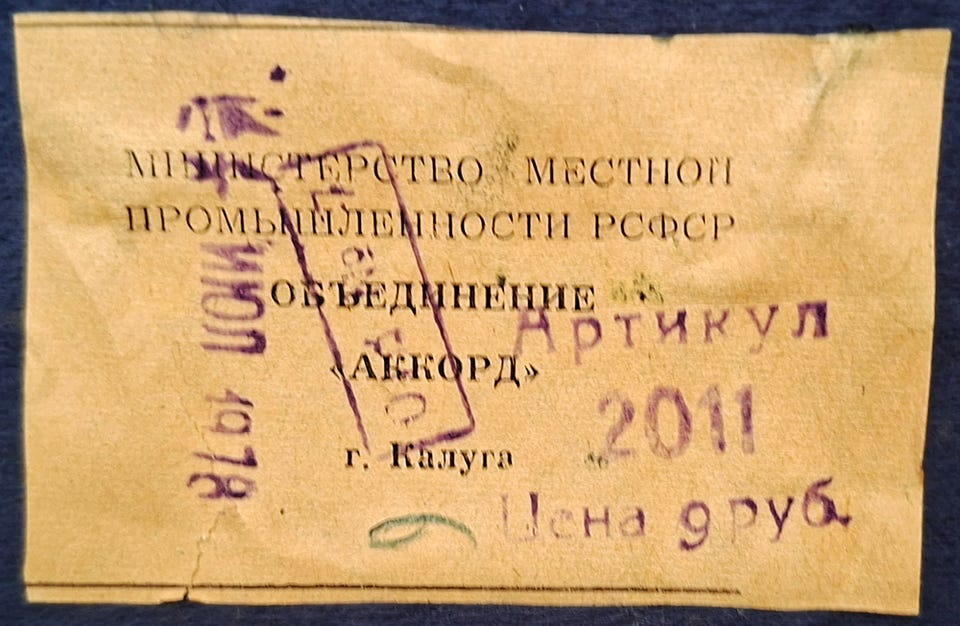 МИНИСТЕРСТВО МЕСТНОЙ
ПРОМЫШЛЕННОСТИ РСФСР
ОБЪЕДИНЕНИЕ
«АККОРД»
г. Калуга
Артикул
2011
Цена 9 руб.
ИЮЛ 1978